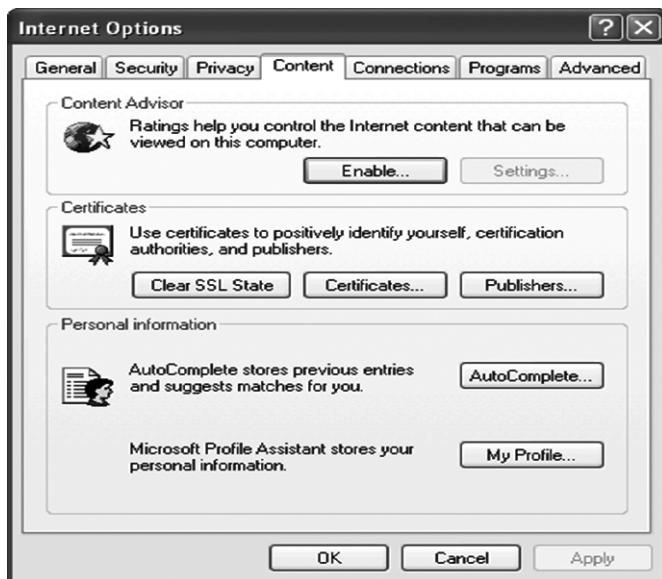 Internet Options
General Security Privacy Content Connections Programs Advanced
Content Advisor
Ratings help you control the Internet content that can be
viewed on this computer.
Enable... Settings...
Certificates
Use certificates to positively identify yourself, certification
authorities, and publishers.
Clear SSL State Certificates... Publishers...
Personal information
AutoComplete stores previous entries
and suggests matches for you.
AutoComplete...
Microsoft Profile Assistant stores your
personal information.
My Profile...
OK Cancel Apply